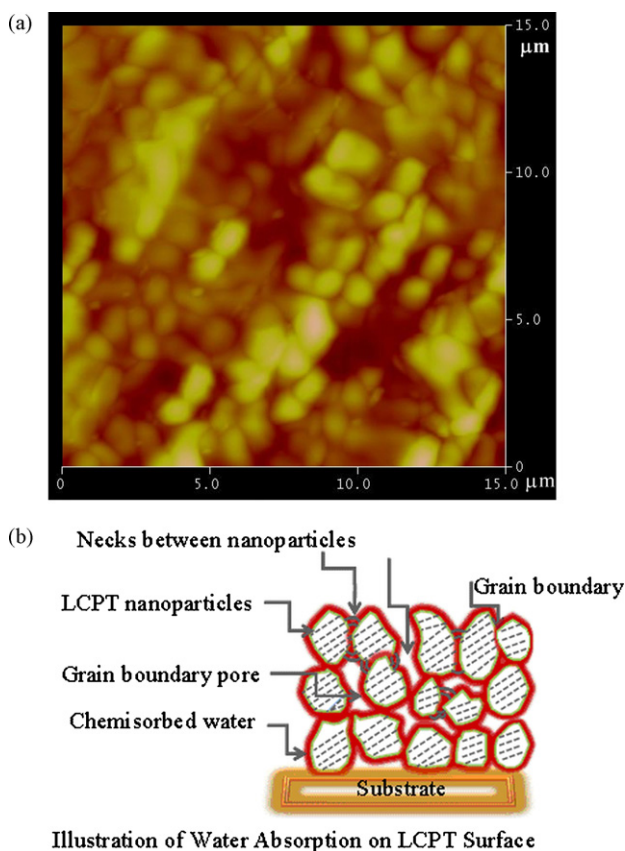 (a)
15.0
µm
10.0
5.0
0
0
5.0
10.0
15.0
µm
(b)
Necks between nanoparticles
Grain boundary
LCPT nanoparticles
Grain boundary pore
Chemisorbed water
Substrate
Illustration of Water Absorption on LCPT Surface